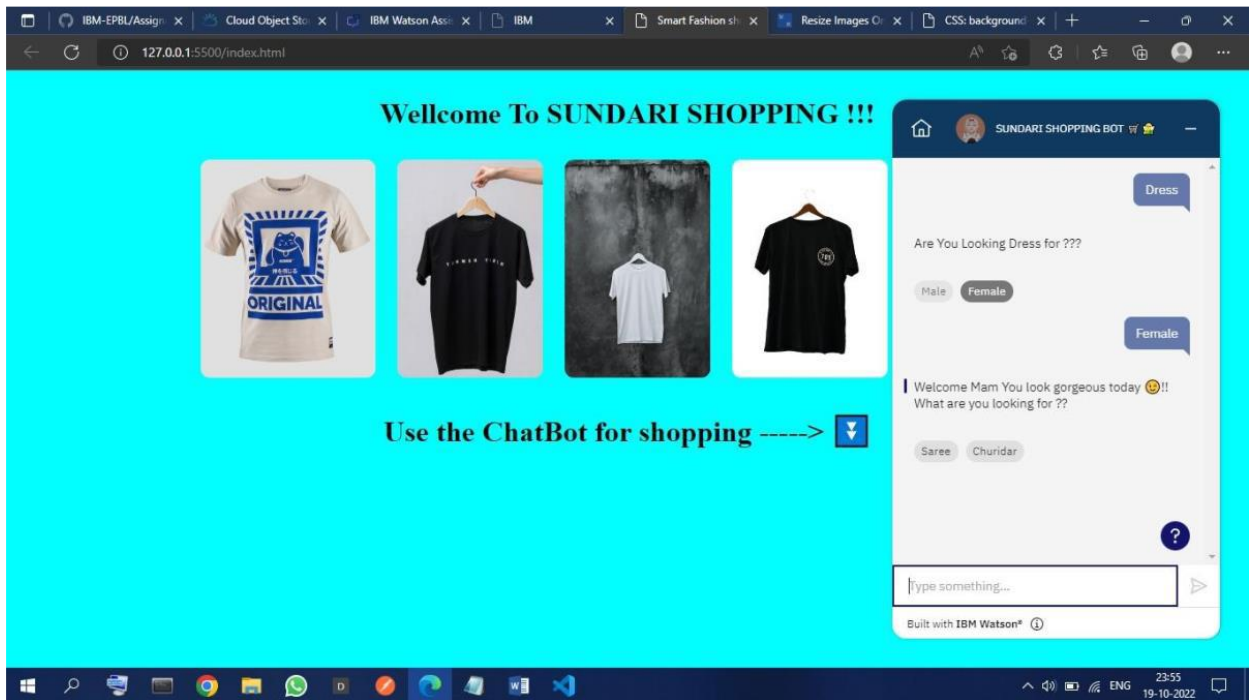 IBM-EPBL/Assign
Cloud Object Sto
IBM Watson Assi
IBM
Smart Fashion sh
Resize Images On
CSS: background
127.0.0.1:5500/index.html
Wellcome To SUNDARI SHOPPING !!!
ORIGINAL
Use the ChatBot for shopping ----->
SUNDARI SHOPPING BOT
Dress
Are You Looking Dress for ???
Male
Female
Female
Welcome Mam You look gorgeous today 😉!!
What are you looking for ??
Saree
Churidar
?
Type something...
Built with IBM Watson®
ENG
23:55
19-10-2022